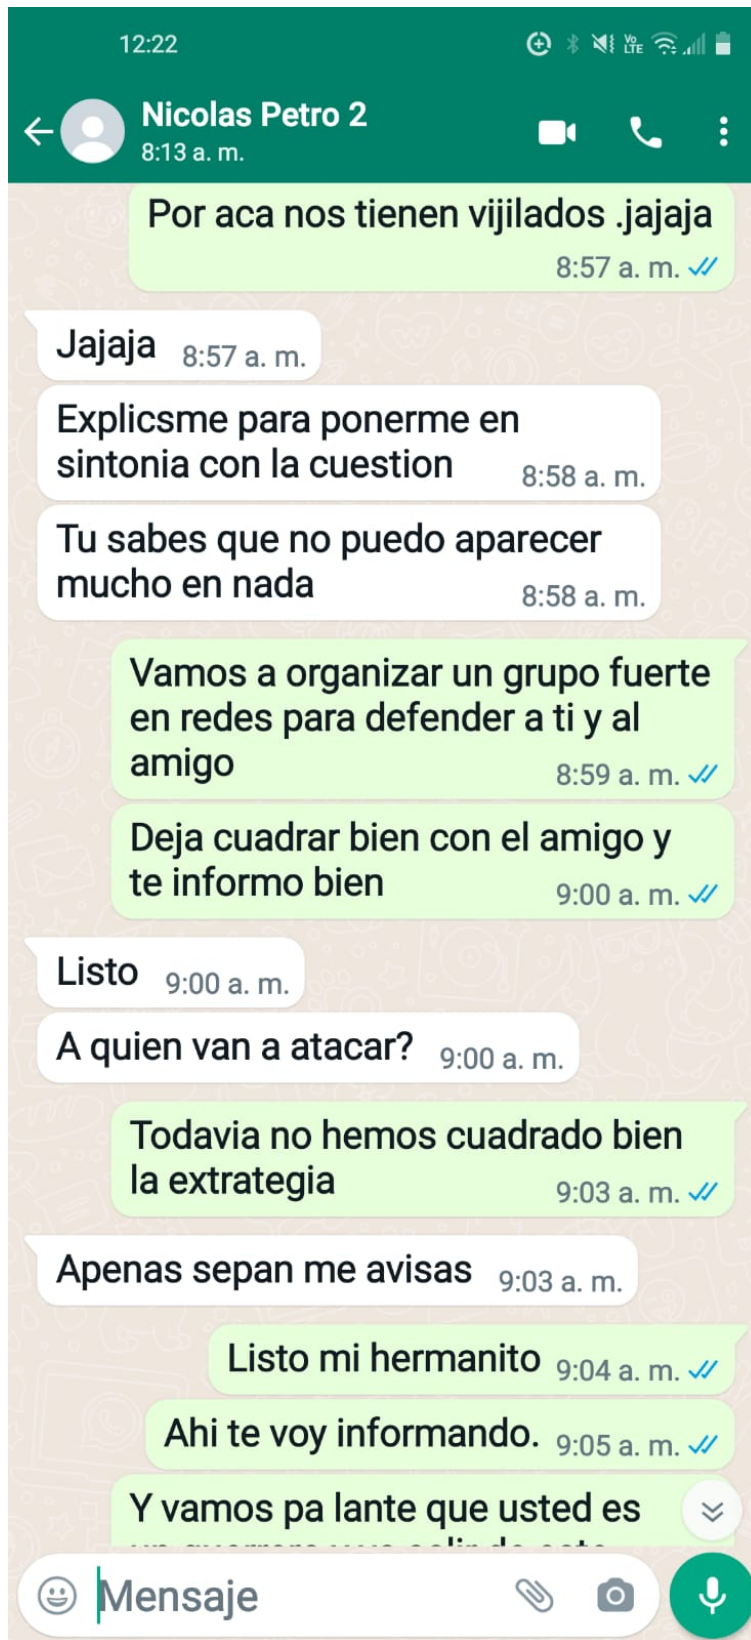 12:22
Vo
LTE
Nicolas Petro 2
8:13 a. m.
Por aca nos tienen vijilados .jajaja
8:57 a. m.
Jajaja 8:57 a. m.
Explicsme para ponerme en
sintonia con la cuestion 8:58 a. m.
Tu sabes que no puedo aparecer
mucho en nada 8:58 a. m.
Vamos a organizar un grupo fuerte
en redes para defender a ti y al
amigo 8:59 a. m.
Deja cuadrar bien con el amigo y
te informo bien 9:00 a. m.
Listo 9:00 a. m.
A quien van a atacar? 9:00 a. m.
Todavia no hemos cuadrado bien
la extrategia 9:03 a. m.
Apenas sepan me avisas 9:03 a. m.
Listo mi hermanito 9:04 a. m.
Ahi te voy informando. 9:05 a. m.
Y vamos pa lante que usted es
Mensaje